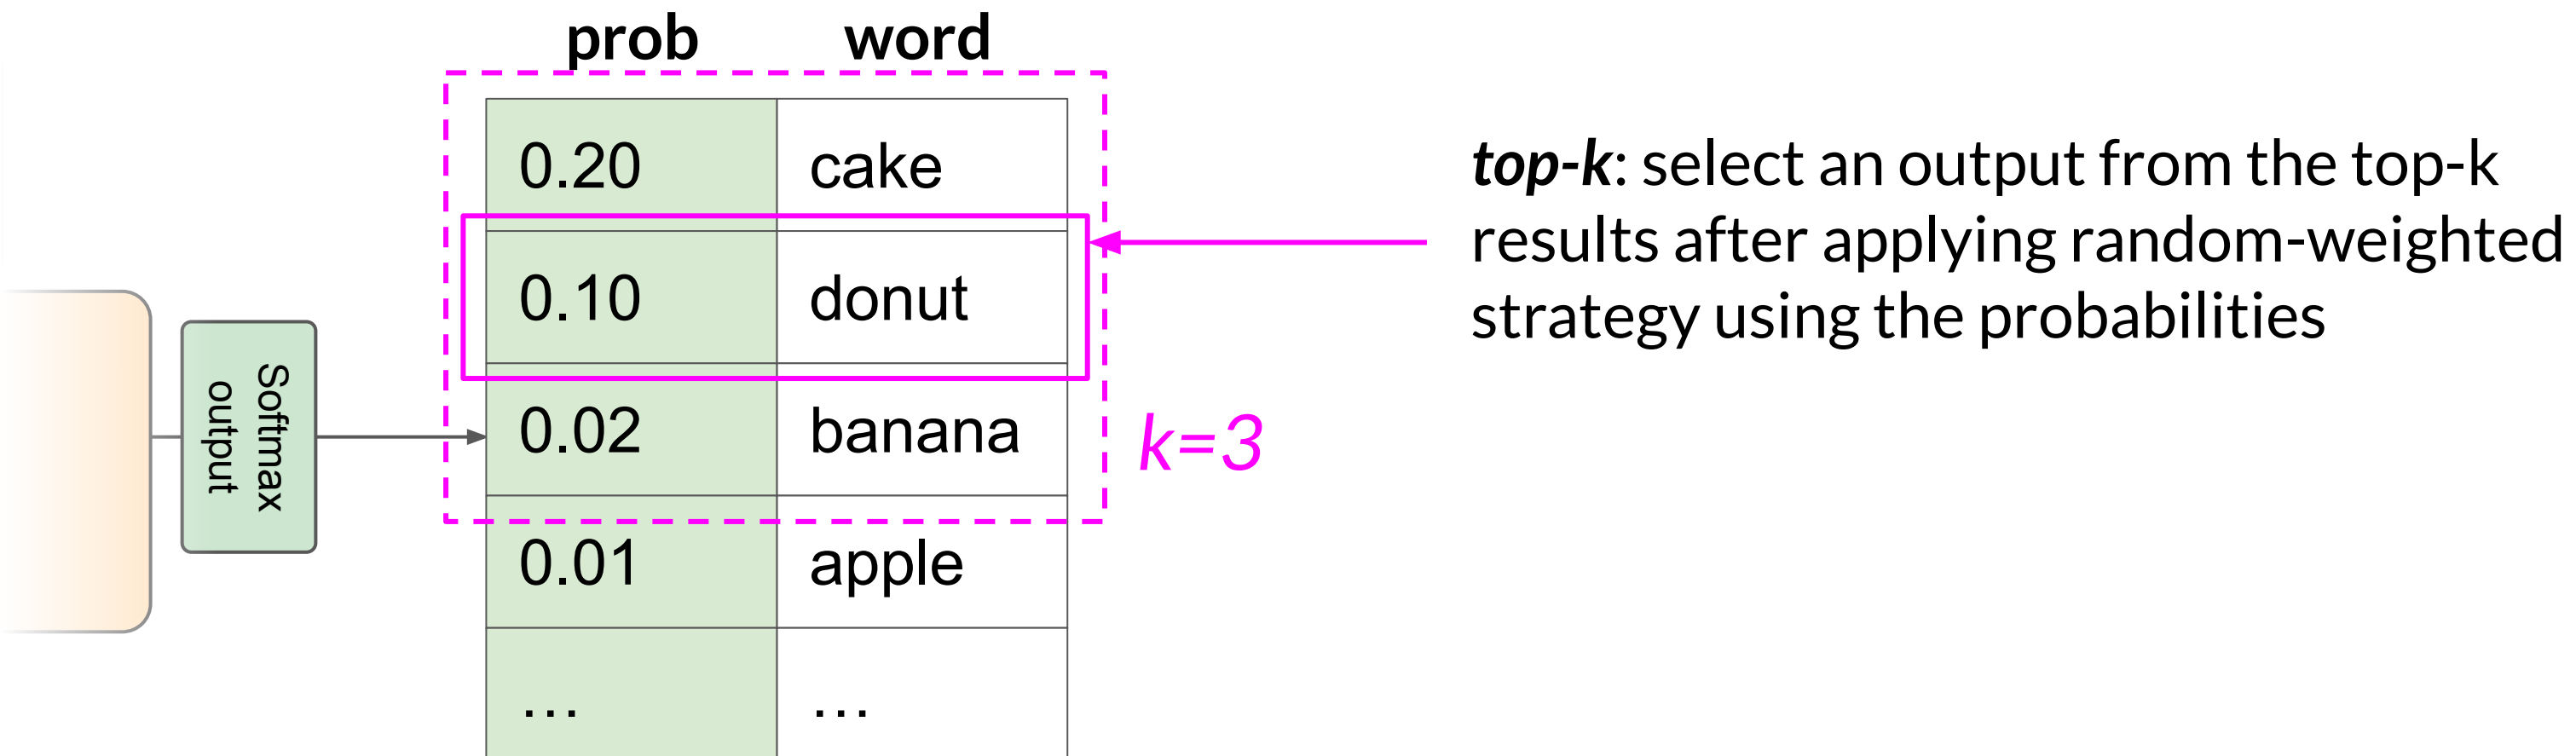 prob word
0.20 cake
0.10 donut
0.02 banana
0.01 apple
… …
Softmax
output
k=3
top-k: select an output from the top-k
results after applying random-weighted
strategy using the probabilities